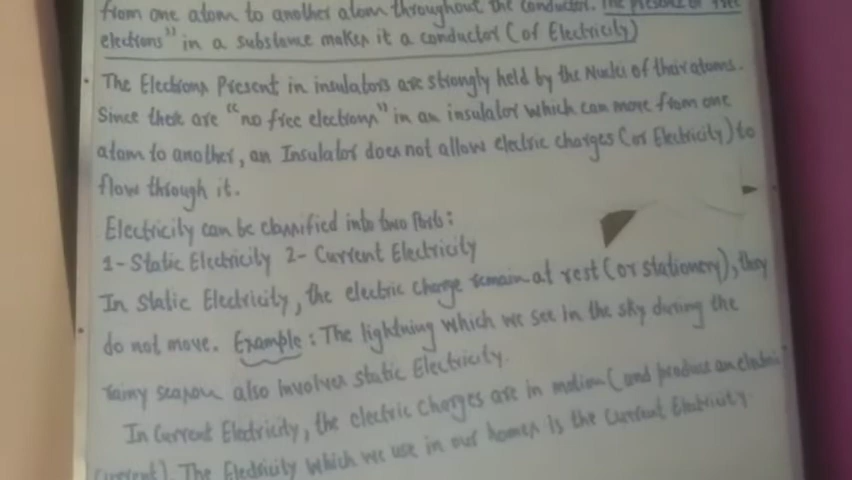 from one atom to another atom throughout the conductor. The presence of "free
electrons" in a substance makes it a conductor (of Electricity)
• The Electrons Present in insulators are strongly held by the Nuclei of their atoms.
Since there are "no free electrons" in an insulator which can move from one
atom to another, an Insulator does not allow electric charges (or Electricity) to
flow through it.
Electricity can be classified into two Parts:
1- Static Electricity 2- Current Electricity
In Static Electricity, the electric charge remain at rest (or stationery), they
do not move. Example: The lightning which we see in the sky during the
rainy season also involves static Electricity.
In Current Electricity, the electric charges are in motion (and produce an electric
current). The Electricity which we use in our homes is the Current Electricity